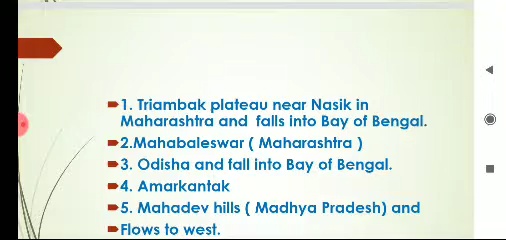 1. Triambak plateau near Nasik in
Maharashtra and falls into Bay of Bengal.
2.Mahabaleswar ( Maharashtra )
3. Odisha and fall into Bay of Bengal.
4. Amarkantak
5. Mahadev hills ( Madhya Pradesh) and
Flows to west.